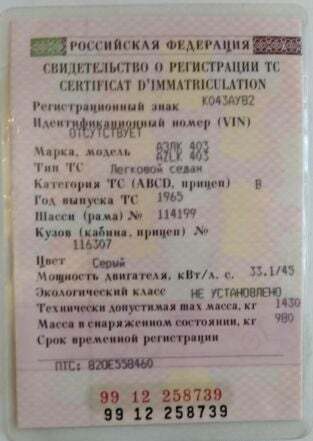 РОССИЙСКАЯ ФЕДЕРАЦИЯ
СВИДЕТЕЛЬСТВО О РЕГИСТРАЦИИ ТС
CERTIFICAT D'IMMATRICULATION
Регистрационный знак К043АУ82
Идентификационный номер (VIN)
ОТСУТСТВУЕТ
Марка, модель АЗЛК 403
AZLK 403
Тип ТС Легковой седан
Категория ТС (ABCD, прицеп) В
Год выпуска ТС 1965
Шасси (рама) № 114199
Кузов (кабина, прицеп) №
116307
Цвет Серый
Мощность двигателя, кВт/л. с. 33.1/45
Экологический класс НЕ УСТАНОВЛЕНО
Технически допустимая max масса, кг 1430
Масса в снаряженном состоянии, кг 980
Срок временной регистрации
ПТС: 82ОЕ558460
99 12 258739
99 12 258739